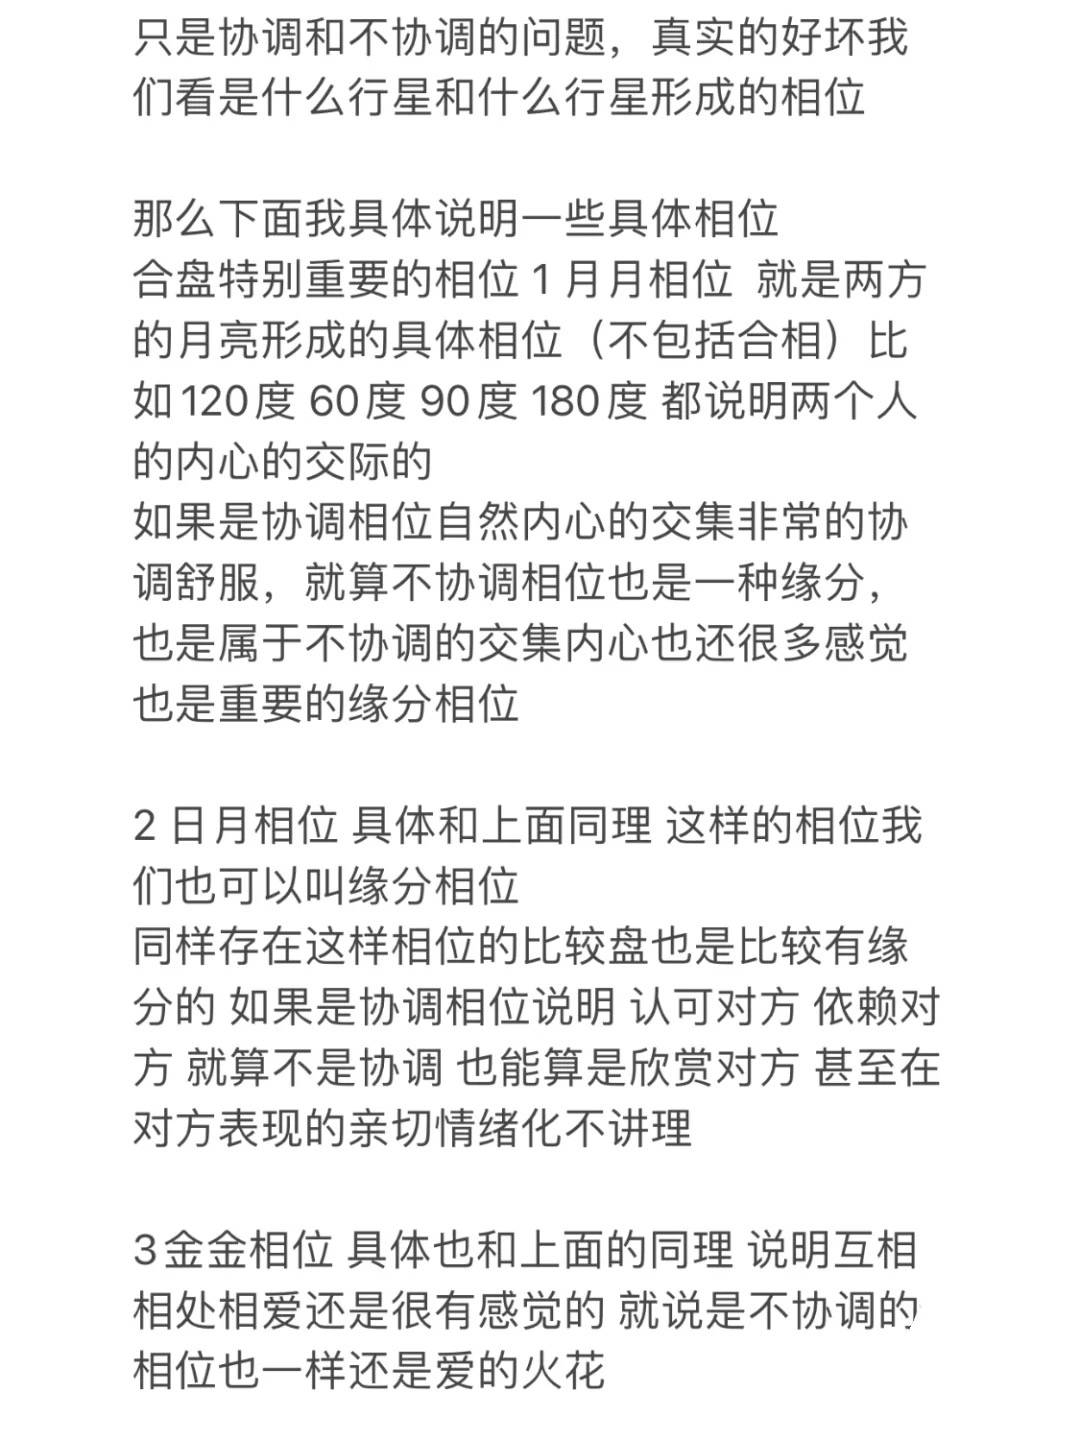 只是协调和不协调的问题，真实的好坏我
们看是什么行星和什么行星形成的相位
那么下面我具体说明一些具体相位
合盘特别重要的相位 1 月月相位 就是两方
的月亮形成的具体相位（不包括合相）比
如120度 60度 90度 180度 都说明两个人
的内心的交际的
如果是协调相位自然内心的交集非常的协
调舒服，就算不协调相位也是一种缘分，
也是属于不协调的交集内心也还很多感觉
也是重要的缘分相位
2 日月相位 具体和上面同理 这样的相位我
们也可以叫缘分相位
同样存在这样相位的比较盘也是比较有缘
分的 如果是协调相位说明 认可对方 依赖对
方 就算不是协调 也能算是欣赏对方 甚至在
对方表现的亲切情绪化不讲理
3金金相位 具体也和上面的同理 说明互相
相处相爱还是很有感觉的 就说是不协调的
相位也一样还是爱的火花